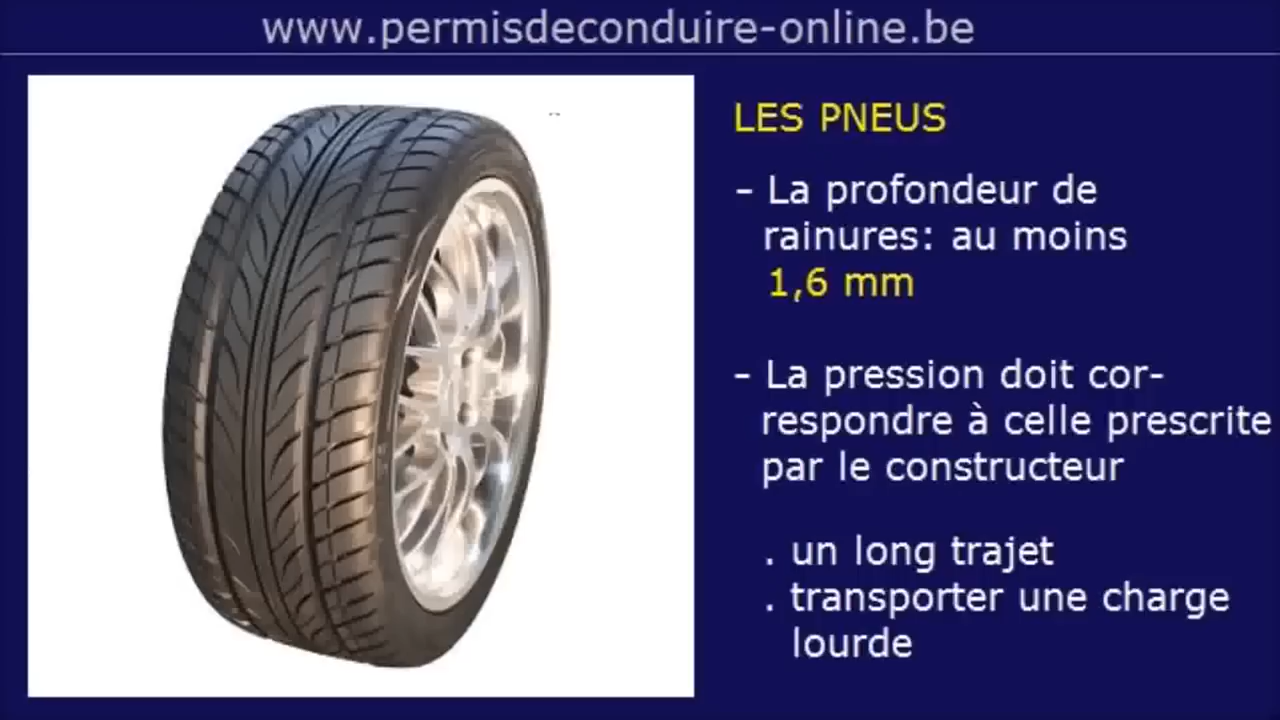 www.permisdeconduire-online.be
LES PNEUS
- La profondeur de
rainures: au moins
1,6 mm
- La pression doit cor-
respondre à celle prescrite
par le constructeur
. un long trajet
. transporter une charge
lourde